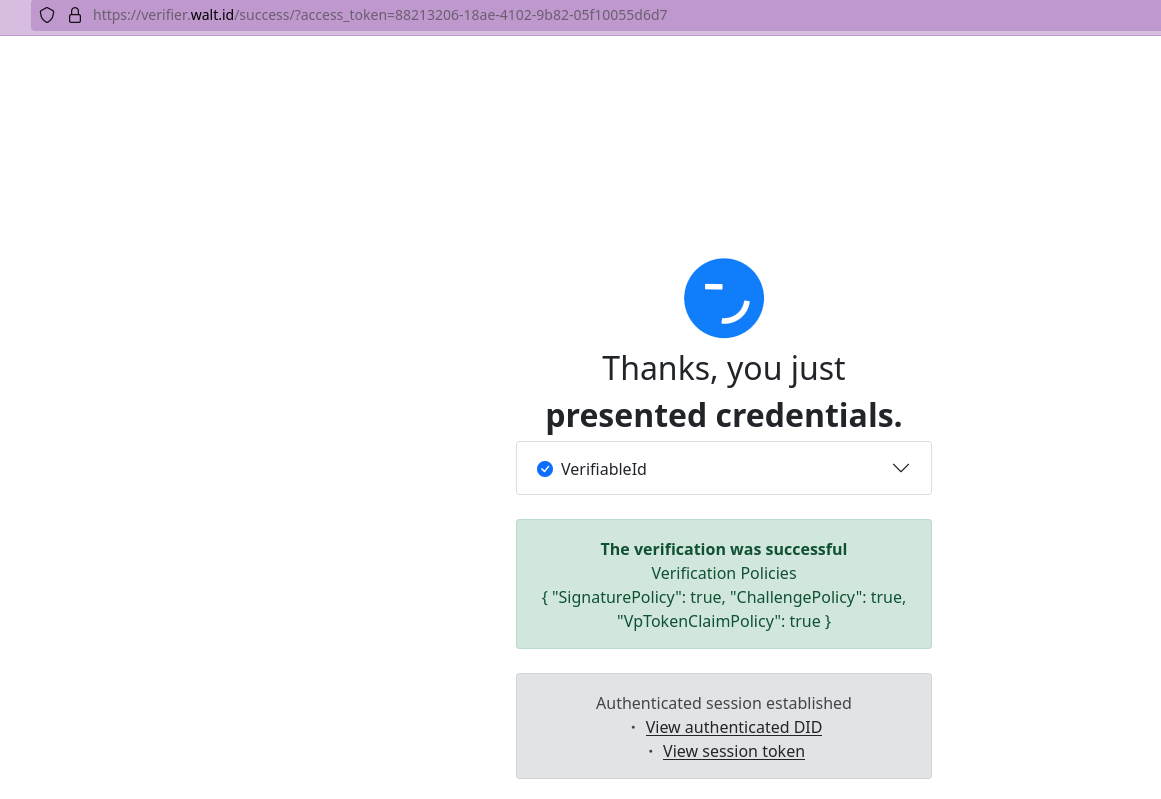 https://verifier.walt.id/success/?access_token=88213206-18ae-4102-9b82-05f10055d6d7
Thanks, you just
presented credentials.
VerifiableId
The verification was successful
Verification Policies
{ "SignaturePolicy": true, "ChallengePolicy": true,
"VpTokenClaimPolicy": true }
Authenticated session established
· View authenticated DID
· View session token